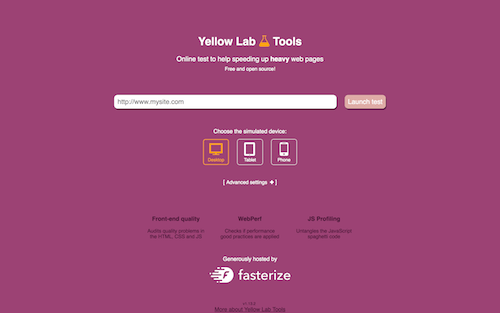 Yellow Lab Tools
Online test to help speeding up heavy web pages
Free and open source!
http://www.mysite.com
Launch test
Choose the simulated device:
Desktop
Tablet
Phone
[ Advanced settings + ]
Front-end quality
WebPerf
JS Profiling
Audits quality problems in
the HTML, CSS and JS
Checks if performance
good practices are applied
Untangles the JavaScript
spaghetti code
Generously hosted by
fasterize
More about Yellow Lab Tools